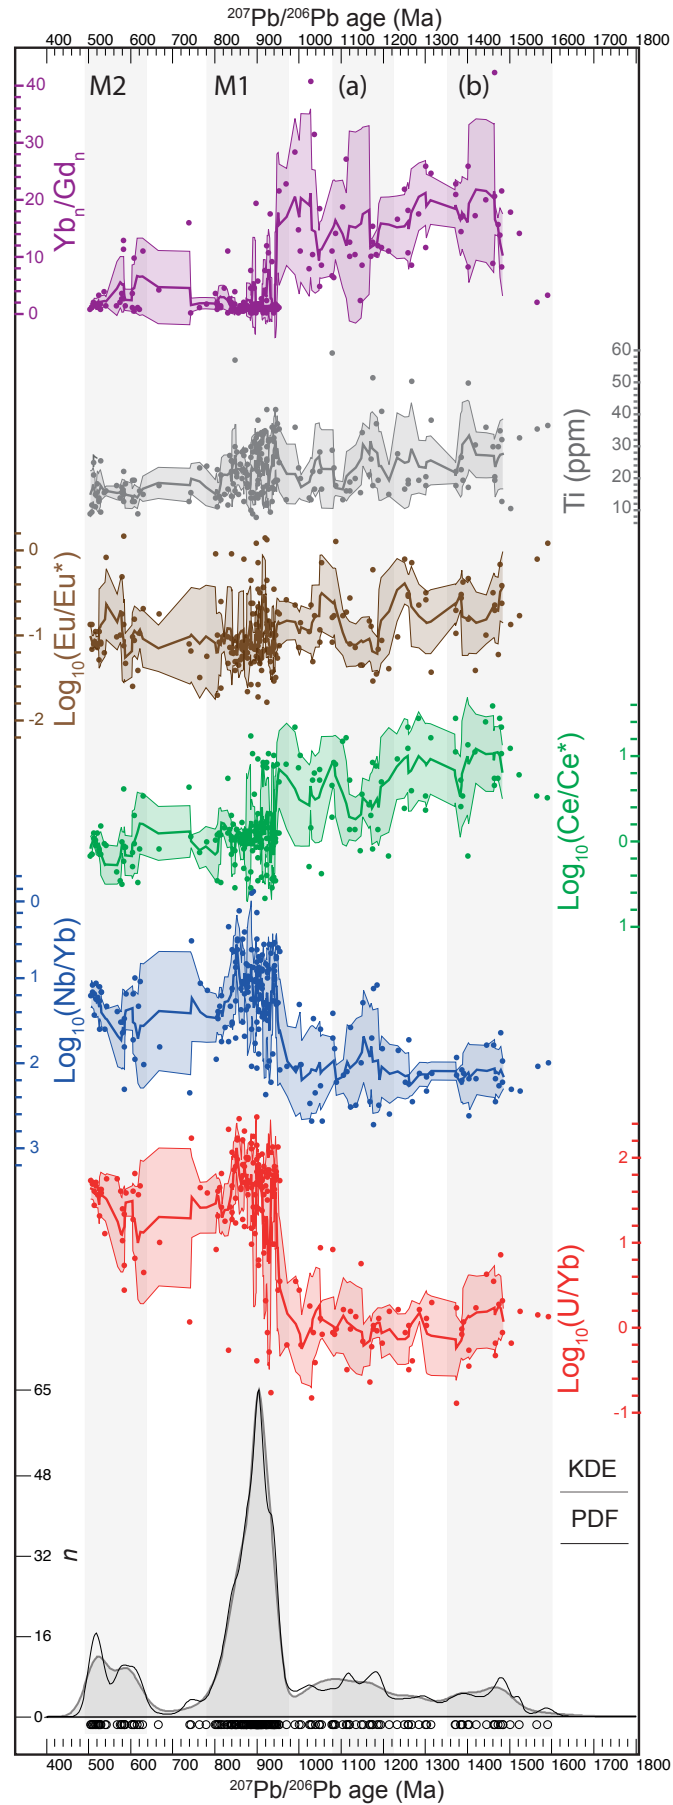 ²⁰⁷Pb/²⁰⁶Pb age (Ma)
400 500 600 700 800 900 1000 1100 1200 1300 1400 1500 1600 1800
M2 M1 (a) (b)
40
30
20
10
0
Ybₙ/Gdₙ
60
50
40
30
20
10
Ti (ppm)
0
-1
-2
Log₁₀(Eu/Eu*)
1
0
1
Log₁₀(Ce/Ce*)
0
1
2
3
Log₁₀(Nb/Yb)
2
1
0
-1
Log₁₀(U/Yb)
65
48
32
16
0
n
KDE
PDF
400 500 600 700 800 900 1000 1100 1200 1300 1400 1500 1600 1800
²⁰⁷Pb/²⁰⁶Pb age (Ma)